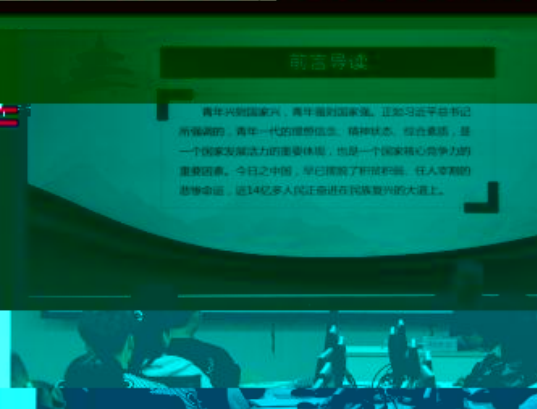 前言导读
青年兴则国家兴，青年强则国家强。正如习近平总书记
所强调的，青年一代的理想信念、精神状态、综合素质，是
一个国家发展活力的重要体现，也是一个国家核心竞争力的
重要因素。今日之中国，早已摆脱了积贫积弱、任人宰割的
悲惨命运，近14亿多人民正奋进在民族复兴的大道上。